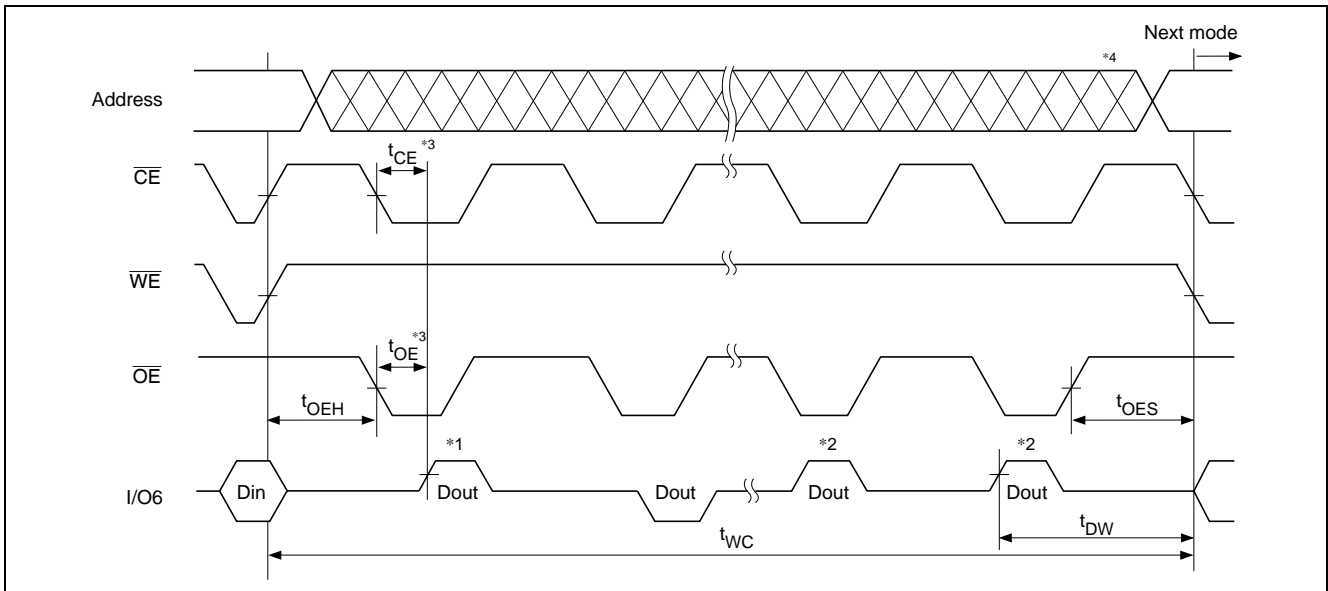 Next mode
*4
Address
tCE *3
CE
WE
tOE *3
OE
tOEH
tOES
*1
*2
*2
I/O6
Din
Dout
Dout
Dout
Dout
tWC
tDW